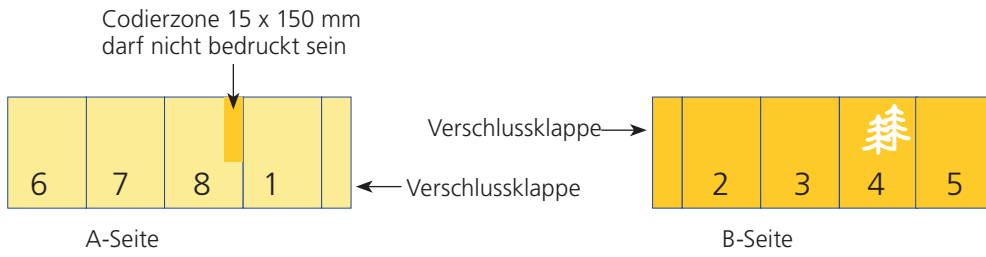 Codierzone 15 x 150 mm
darf nicht bedruckt sein
6 7 8 1
Verschlussklappe
A-Seite
Verschlussklappe
2 3 4 5
B-Seite